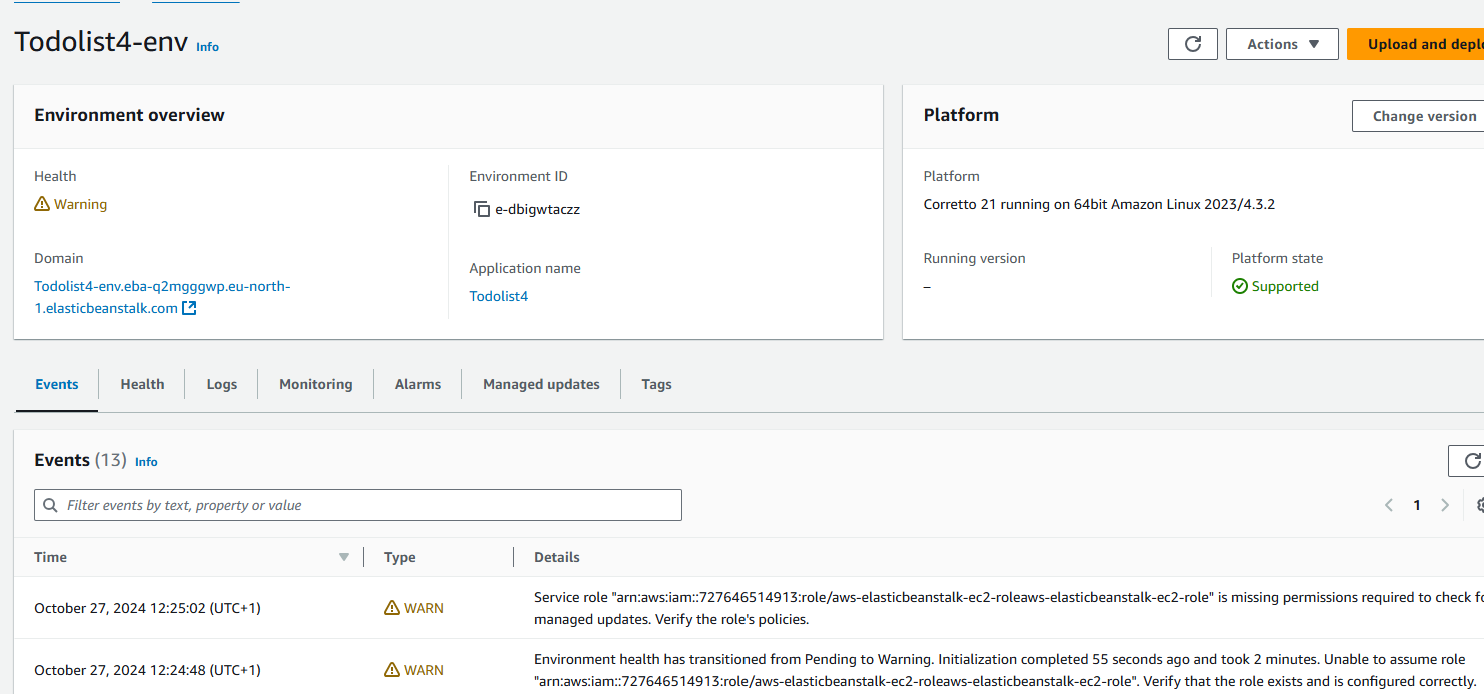 Todolist4-env Info
Actions
Upload and deplo
Environment overview
Health
Warning
Domain
Todolist4-env.eba-q2mgggwp.eu-north-
1.elasticbeanstalk.com
Environment ID
e-dbigwtaczz
Application name
Todolist4
Platform
Change version
Platform
Corretto 21 running on 64bit Amazon Linux 2023/4.3.2
Running version
–
Platform state
Supported
Events
Health
Logs
Monitoring
Alarms
Managed updates
Tags
Events (13) Info
Filter events by text, property or value
1
Time
Type
Details
October 27, 2024 12:25:02 (UTC+1)
WARN
Service role "arn:aws:iam::727646514913:role/aws-elasticbeanstalk-ec2-roleaws-elasticbeanstalk-ec2-role" is missing permissions required to check fo
managed updates. Verify the role's policies.
October 27, 2024 12:24:48 (UTC+1)
WARN
Environment health has transitioned from Pending to Warning. Initialization completed 55 seconds ago and took 2 minutes. Unable to assume role
"arn:aws:iam::727646514913:role/aws-elasticbeanstalk-ec2-roleaws-elasticbeanstalk-ec2-role". Verify that the role exists and is configured correctly.